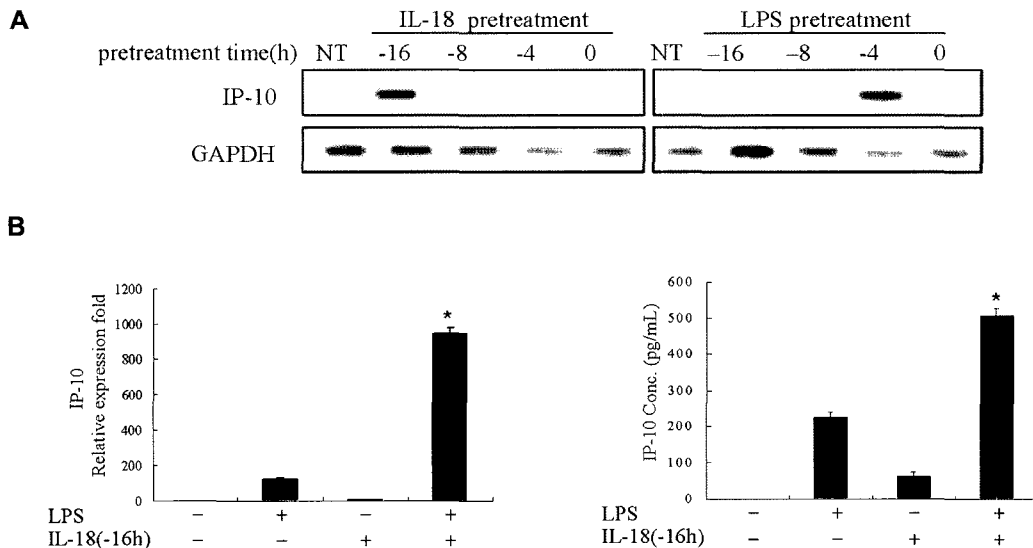 A
IL-18 pretreatment LPS pretreatment
pretreatment time(h) NT -16 -8 -4 0 NT -16 -8 -4 0
IP-10
GAPDH
B
IP-10
Relative expression fold
1200
1000
800
600
400
200
0
*
LPS - + - +
IL-18(-16h) - - + +
IP-10 Conc. (pg/mL)
600
500
400
300
200
100
0
*
LPS - + - +
IL-18(-16h) - - + +